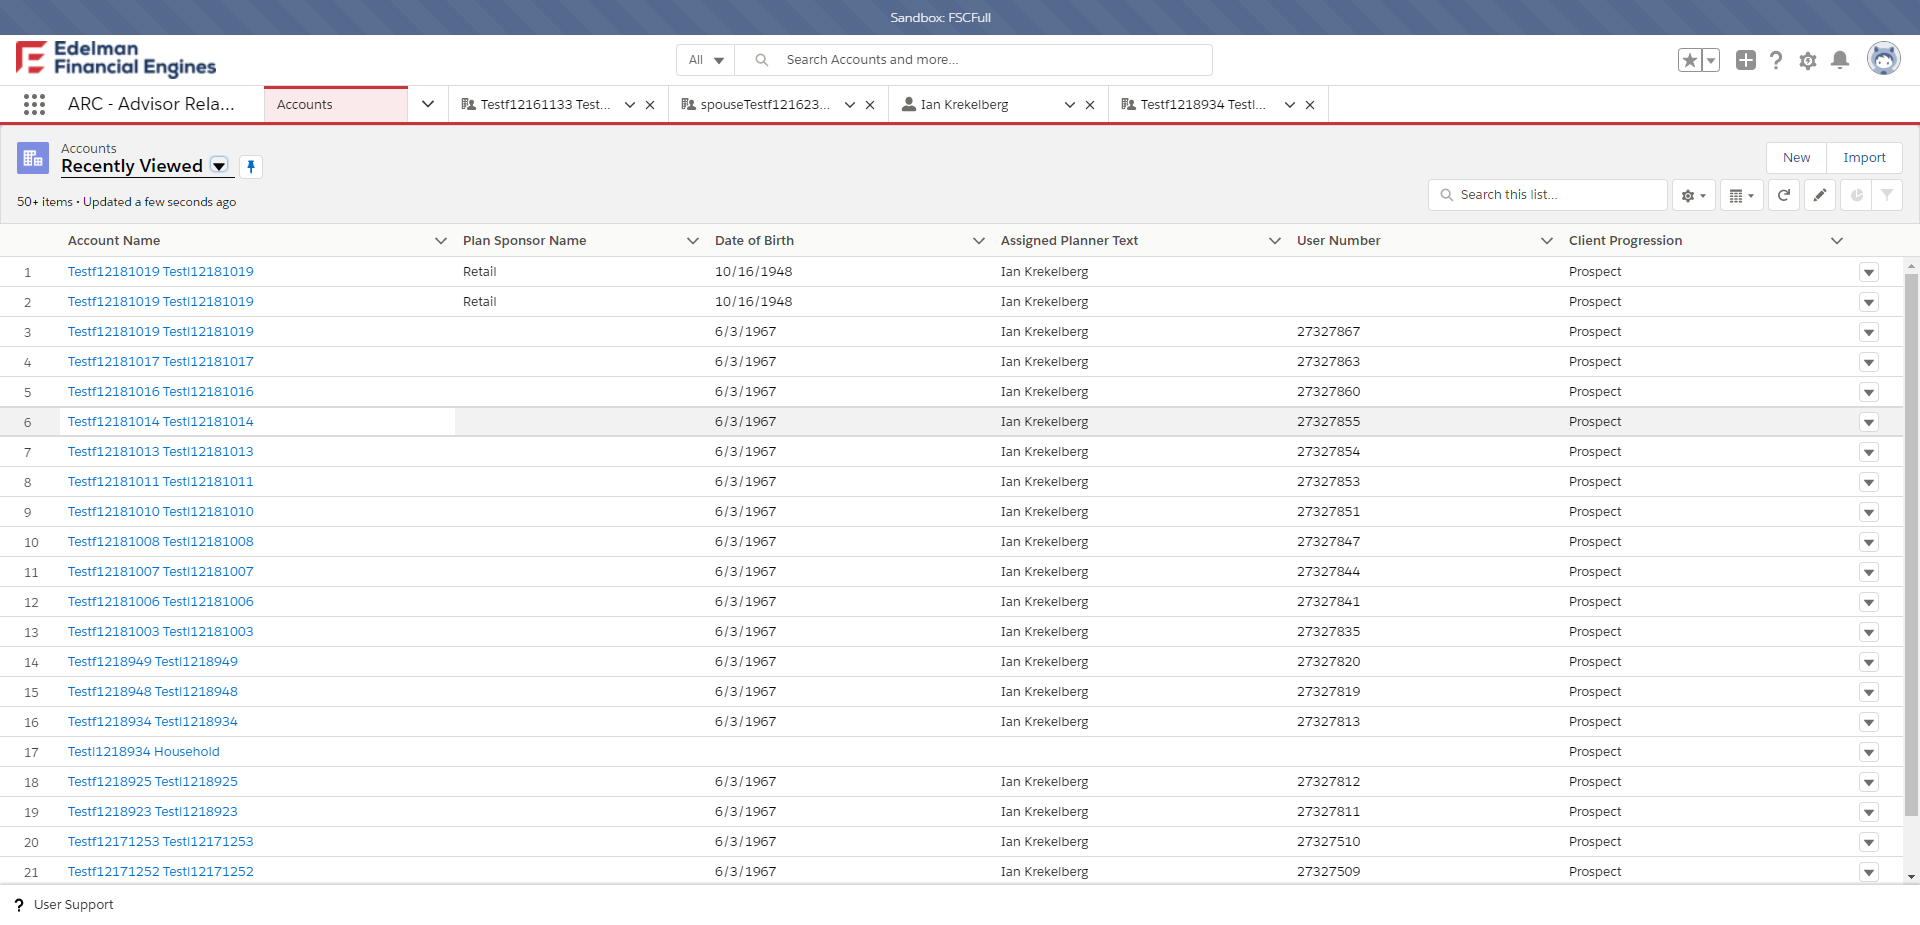 Sandbox: FSCFull
Edelman
Financial Engines
All
Search Accounts and more...
ARC - Advisor Rela...
Accounts
Testf12161133 Test...
spouseTestf121623...
Ian Krekelberg
Testf1218934 Testl...
Accounts
Recently Viewed
New
Import
50+ items • Updated a few seconds ago
Search this list...
Account Name Plan Sponsor Name Date of Birth Assigned Planner Text User Number Client Progression
1 Testf12181019 Testl12181019 Retail 10/16/1948 Ian Krekelberg Prospect
2 Testf12181019 Testl12181019 Retail 10/16/1948 Ian Krekelberg Prospect
3 Testf12181019 Testl12181019 6/3/1967 Ian Krekelberg 27327867 Prospect
4 Testf12181017 Testl12181017 6/3/1967 Ian Krekelberg 27327863 Prospect
5 Testf12181016 Testl12181016 6/3/1967 Ian Krekelberg 27327860 Prospect
6 Testf12181014 Testl12181014 6/3/1967 Ian Krekelberg 27327855 Prospect
7 Testf12181013 Testl12181013 6/3/1967 Ian Krekelberg 27327854 Prospect
8 Testf12181011 Testl12181011 6/3/1967 Ian Krekelberg 27327853 Prospect
9 Testf12181010 Testl12181010 6/3/1967 Ian Krekelberg 27327851 Prospect
10 Testf12181008 Testl12181008 6/3/1967 Ian Krekelberg 27327847 Prospect
11 Testf12181007 Testl12181007 6/3/1967 Ian Krekelberg 27327844 Prospect
12 Testf12181006 Testl12181006 6/3/1967 Ian Krekelberg 27327841 Prospect
13 Testf12181003 Testl12181003 6/3/1967 Ian Krekelberg 27327835 Prospect
14 Testf1218949 Testl1218949 6/3/1967 Ian Krekelberg 27327820 Prospect
15 Testf1218948 Testl1218948 6/3/1967 Ian Krekelberg 27327819 Prospect
16 Testf1218934 Testl1218934 6/3/1967 Ian Krekelberg 27327813 Prospect
17 Testl1218934 Household Prospect
18 Testf1218925 Testl1218925 6/3/1967 Ian Krekelberg 27327812 Prospect
19 Testf1218923 Testl1218923 6/3/1967 Ian Krekelberg 27327811 Prospect
20 Testf12171253 Testl12171253 6/3/1967 Ian Krekelberg 27327510 Prospect
21 Testf12171252 Testl12171252 6/3/1967 Ian Krekelberg 27327509 Prospect
? User Support